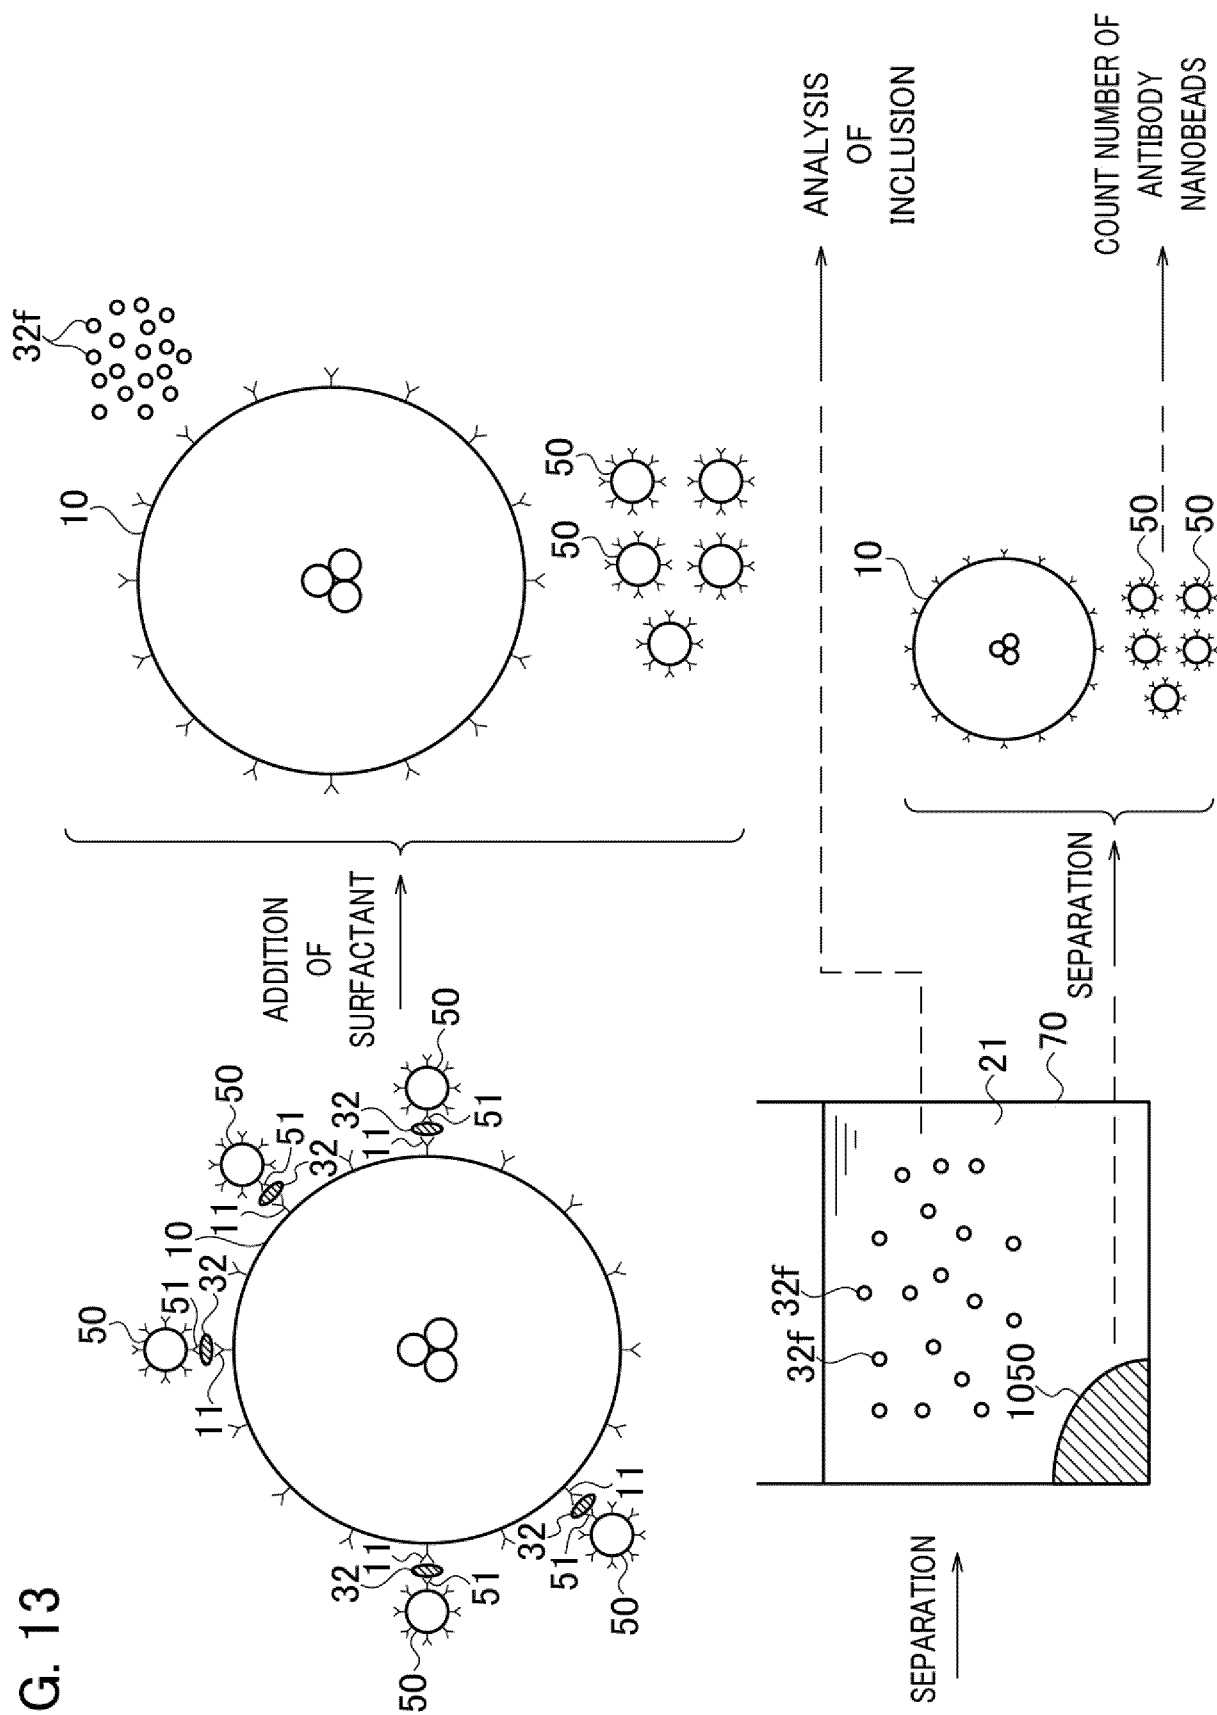 G. 13
50
51
32
11
10
50
51
32
11
50
32
51
11
50
32
51
11
50
32
51
11
ADDITION
OF
SURFACTANT
10
32f
50
50
SEPARATION
32f
32f
1050
21
70
SEPARATION
10
50
50
ANALYSIS
OF
INCLUSION
COUNT NUMBER OF
ANTIBODY
NANOBEADS